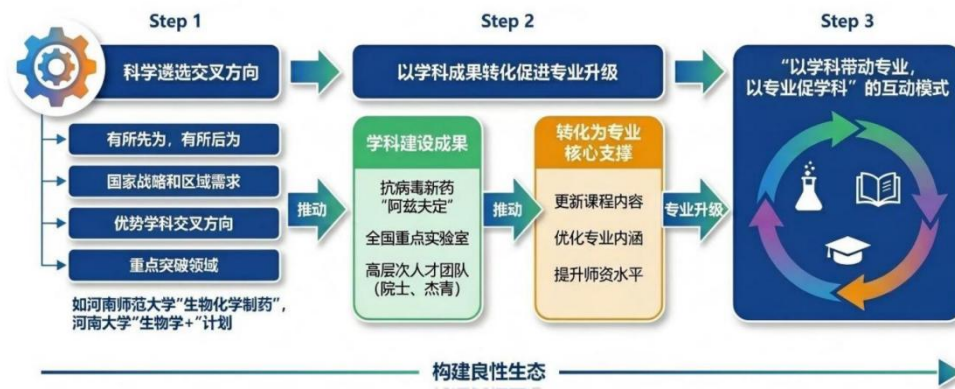 Step 1
科学遴选交叉方向
有所先为，有所后为
国家战略和区域需求
优势学科交叉方向
重点突破领域
如河南师范大学"生物化学制药"，
河南大学"生物学+"计划
推动
Step 2
以学科成果转化促进专业升级
学科建设成果
抗病毒新药
"阿兹夫定"
全国重点实验室
高层次人才团队
（院士、杰青）
推动
转化为专业
核心支撑
更新课程内容
优化专业内涵
提升师资水平
专业升级
Step 3
"以学科带动专业，
以专业促学科"的互动模式
构建良性生态